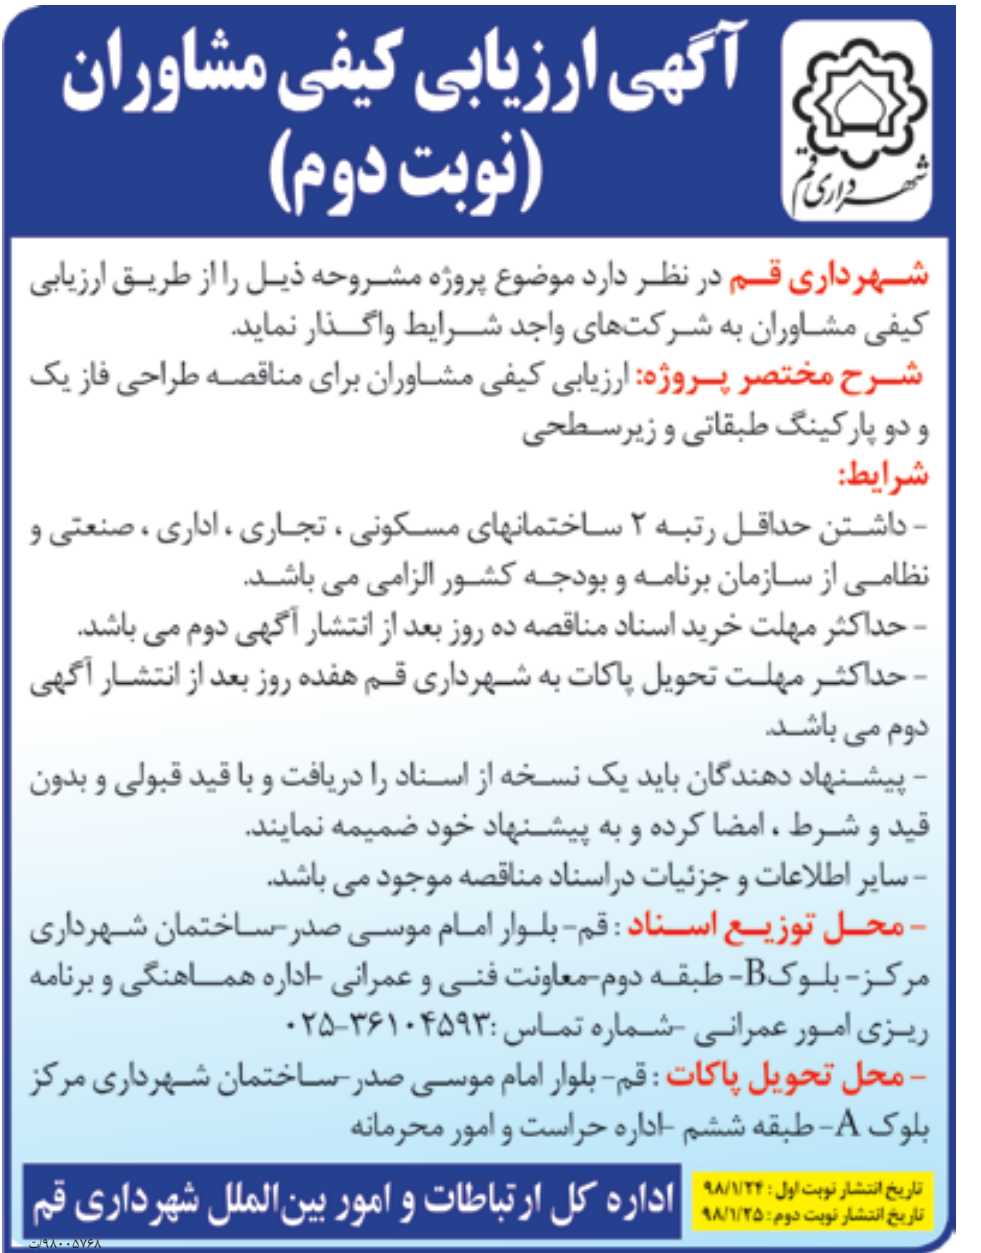 آگهی ارزیابی کیفی مشاوران
(نوبت دوم)
شهرداری قم
شهرداری قم در نظر دارد موضوع پروژه مشروحه ذیل را از طریق ارزیابی
کیفی مشاوران به شرکت‌های واجد شرایط واگذار نماید.
شرح مختصر پروژه: ارزیابی کیفی مشاوران برای مناقصه طراحی فاز یک
و دو پارکینگ طبقاتی و زیرسطحی
شرایط:
- داشتن حداقل رتبه ۲ ساختمانهای مسکونی ، تجاری ، اداری ، صنعتی و
نظامی از سازمان برنامه و بودجه کشور الزامی می باشد.
- حداکثر مهلت خرید اسناد مناقصه ده روز بعد از انتشار آگهی دوم می باشد.
- حداکثر مهلت تحویل پاکات به شهرداری قم هفده روز بعد از انتشار آگهی
دوم می باشد.
- پیشنهاد دهندگان باید یک نسخه از اسناد را دریافت و با قید قبولی و بدون
قید و شرط ، امضا کرده و به پیشنهاد خود ضمیمه نمایند.
- سایر اطلاعات و جزئیات دراسناد مناقصه موجود می باشد.
- محل توزیع اسناد : قم- بلوار امام موسی صدر-ساختمان شهرداری
مرکز- بلوکB- طبقه دوم-معاونت فنی و عمرانی -اداره هماهنگی و برنامه
ریزی امور عمرانی -شماره تماس :۳۶۱۰۴۵۹۳-۰۲۵
- محل تحویل پاکات : قم- بلوار امام موسی صدر-ساختمان شهرداری مرکز
بلوک A- طبقه ششم -اداره حراست و امور محرمانه
تاریخ انتشار نوبت اول : ۹۸/۱/۲۴
تاریخ انتشار نوبت دوم : ۹۸/۱/۲۵
اداره کل ارتباطات و امور بین‌الملل شهرداری قم
۹۸۰۰۵۷۶۸/ت